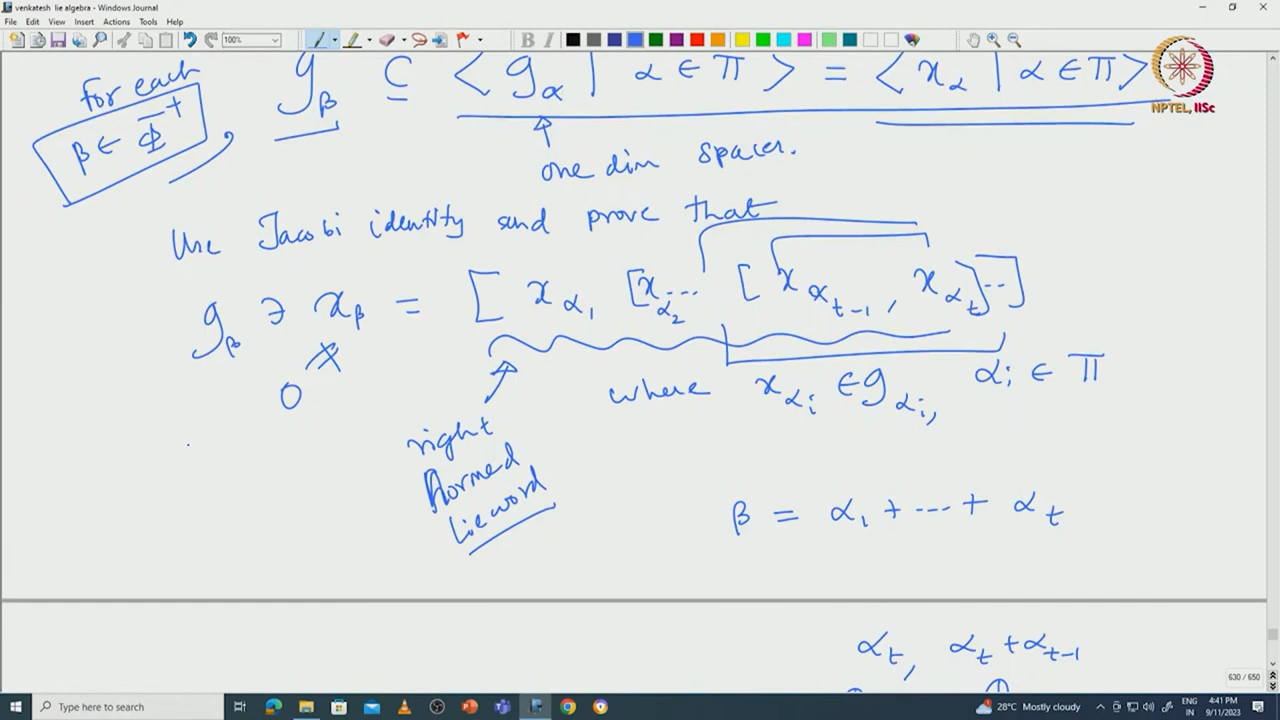 venkatesh lie algebra - Windows Journal
File Edit View Insert Actions Tools Help
100%
B I
For each β ∈ Φ⁺, g_β ⊆ < g_α | α ∈ Π > = < x_α | α ∈ Π >
NPTEL, IISc
one dim spaces.
Use Jacobi identity and prove that
g_β ∋ x_β = [ x_α₁ [x_α₂ ... [ x_α_{t-1}, x_α_t] ... ]
0
where x_αᵢ ∈ g_αᵢ, αᵢ ∈ Π
right
normed
Lie word
β = α₁ + ... + α_t
α_t, α_t + α_{t-1}
630 / 650
Type here to search
28°C Mostly cloudy
ENG
IN
4:41 PM
9/11/2023